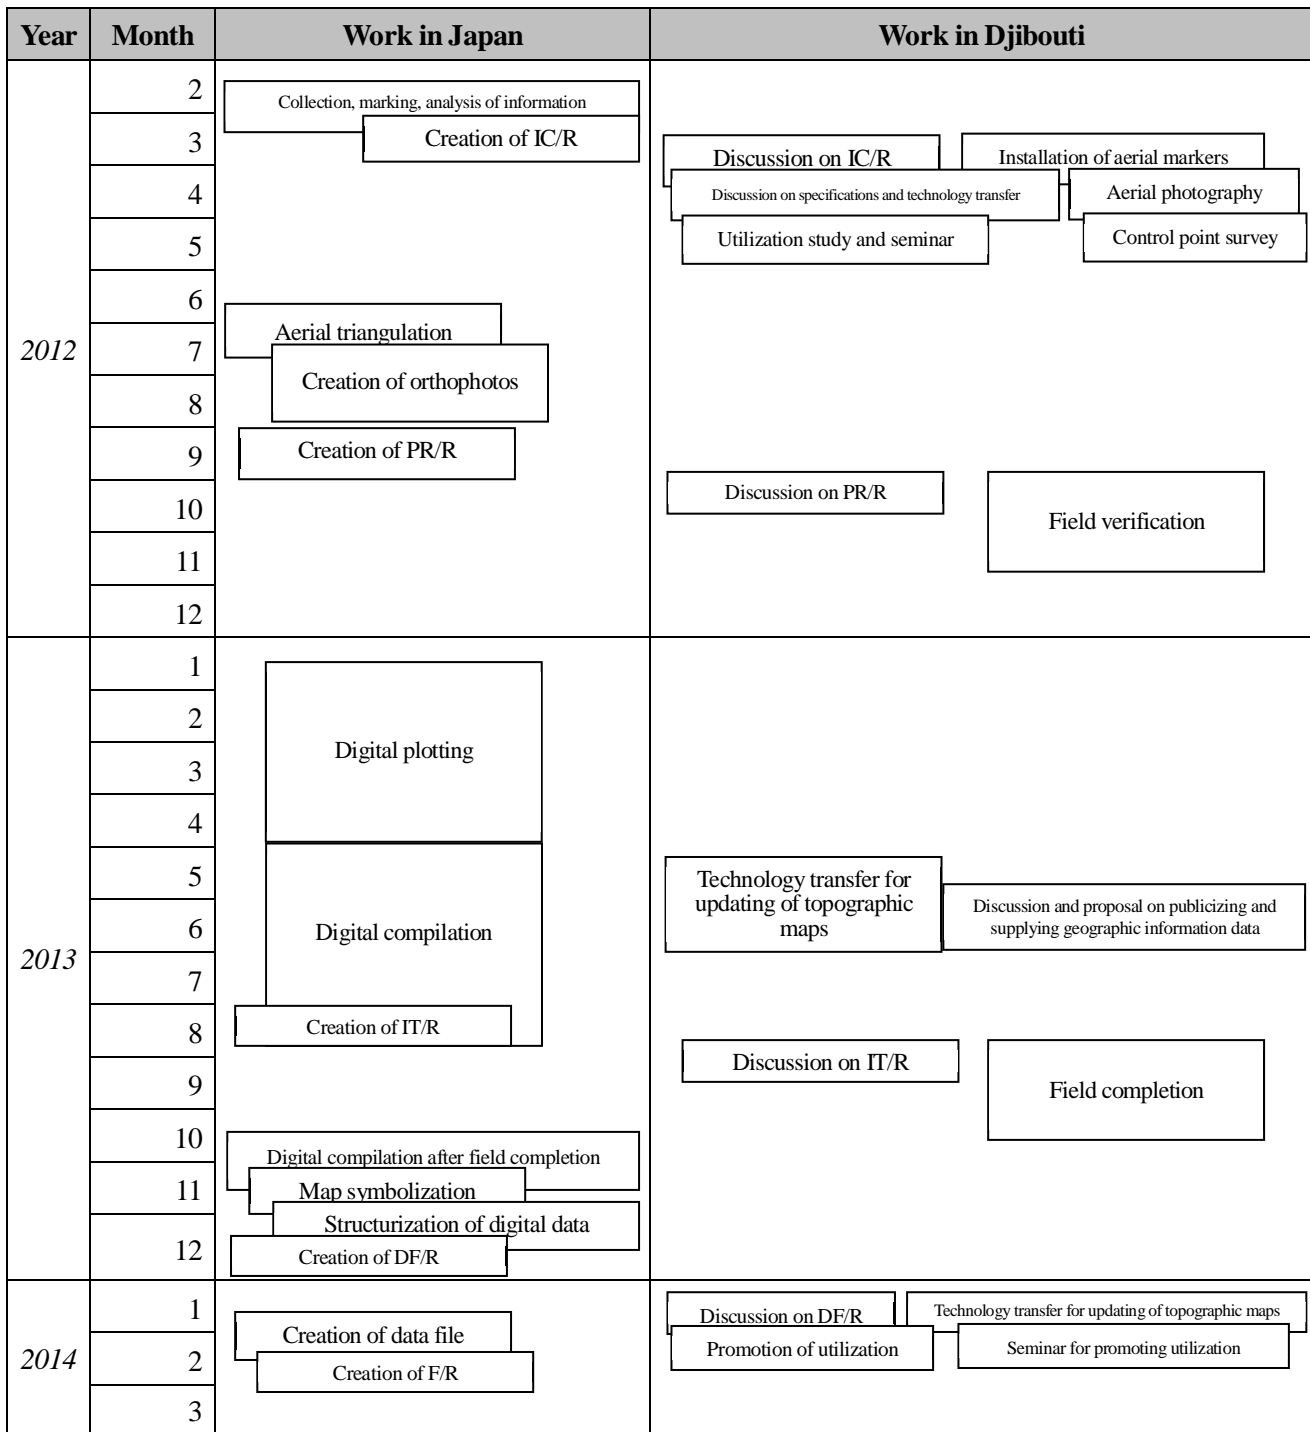 Year Month Work in Japan Work in Djibouti
2012
2
3
4
5
6
7
8
9
10
11
12
Collection, marking, analysis of information
Creation of IC/R
Aerial triangulation
Creation of orthophotos
Creation of PR/R
Discussion on IC/R
Installation of aerial markers
Discussion on specifications and technology transfer
Aerial photography
Utilization study and seminar
Control point survey
Discussion on PR/R
Field verification
2013
1
2
3
4
5
6
7
8
9
10
11
12
Digital plotting
Digital compilation
Creation of IT/R
Digital compilation after field completion
Map symbolization
Structurization of digital data
Creation of DF/R
Technology transfer for
updating of topographic
maps
Discussion and proposal on publicizing and
supplying geographic information data
Discussion on IT/R
Field completion
2014
1
2
3
Creation of data file
Creation of F/R
Discussion on DF/R
Technology transfer for updating of topographic maps
Promotion of utilization
Seminar for promoting utilization